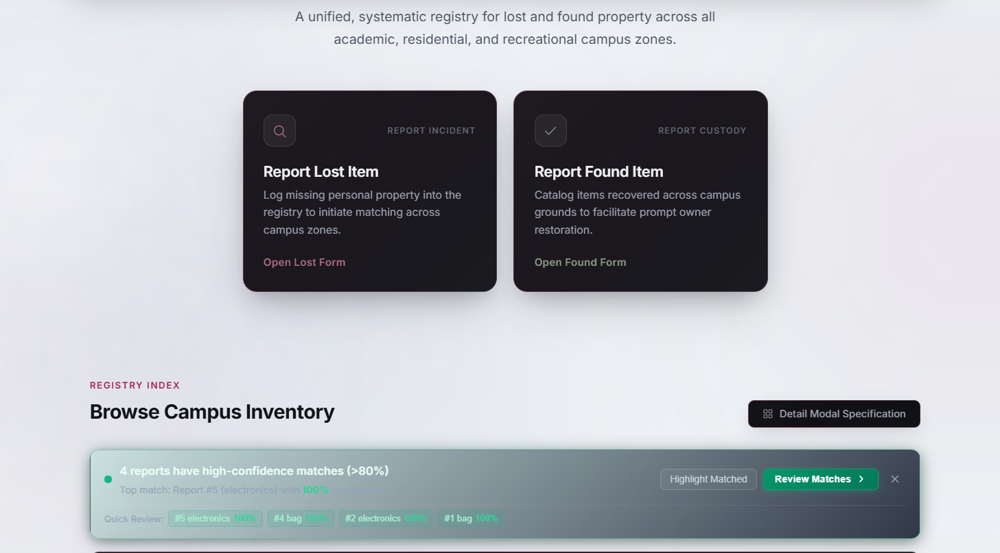 A unified, systematic registry for lost and found property across all
academic, residential, and recreational campus zones.
REPORT INCIDENT
Report Lost Item
Log missing personal property into the
registry to initiate matching across
campus zones.
Open Lost Form
REPORT CUSTODY
Report Found Item
Catalog items recovered across campus
grounds to facilitate prompt owner
restoration.
Open Found Form
REGISTRY INDEX
Browse Campus Inventory
Detail Modal Specification
4 reports have high-confidence matches (>80%)
Top match: Report #5 (electronics) with 100%
Highlight Matched
Review Matches
Quick Review: #5 electronics 100% #4 bag 100% #2 electronics 100% #1 bag 100%